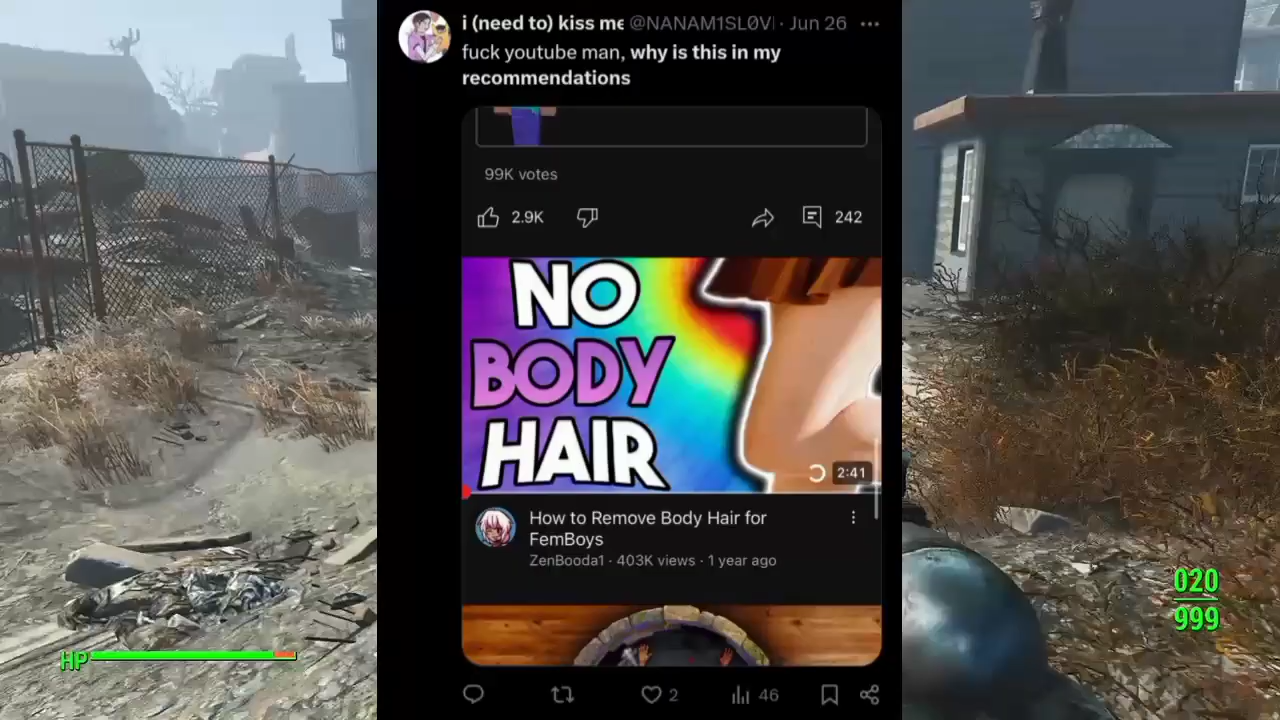 i (need to) kiss me @NANAM1SL0V · Jun 26
fuck youtube man, why is this in my
recommendations
99K votes
2.9K
242
NO
BODY
HAIR
2:41
How to Remove Body Hair for
FemBoys
ZenBooda1 · 403K views · 1 year ago
2
46
HP
020
999